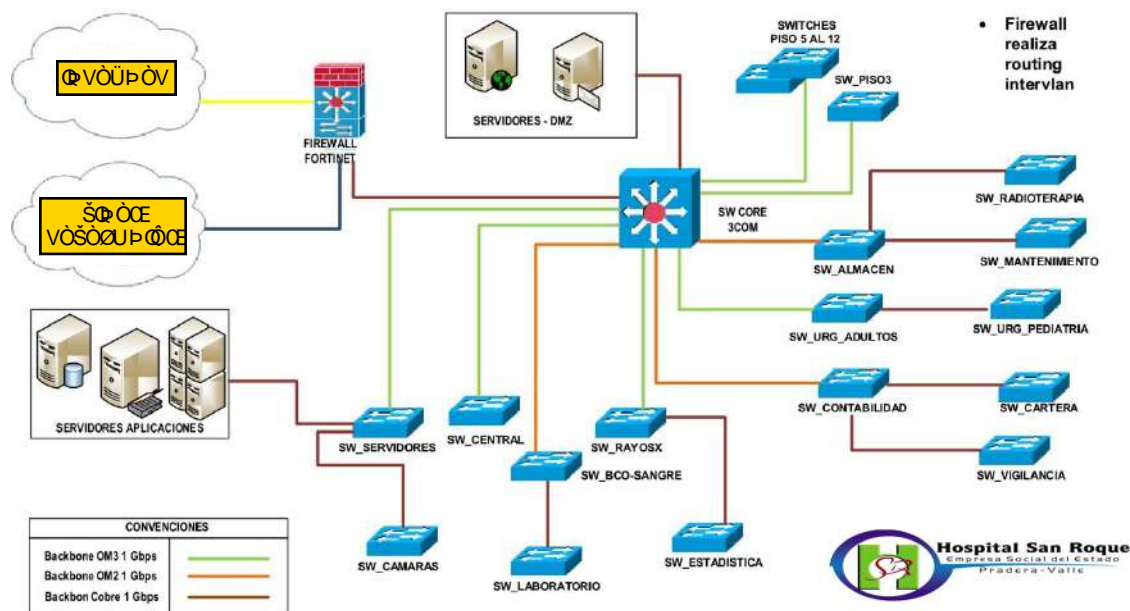 SWITCHES
PISO 5 AL 12
• Firewall
realiza
routing
intervlan
SW_PISO3
SERVIDORES - DMZ
FIREWALL
FORTINET
SW CORE
3COM
SW_RADIOTERAPIA
SW_ALMACEN
SW_MANTENIMIENTO
SW_URG_ADULTOS
SW_URG_PEDIATRIA
SERVIDORES APLICACIONES
SW_SERVIDORES
SW_CENTRAL
SW_RAYOSX
SW_CONTABILIDAD
SW_CARTERA
SW_BCO-SANGRE
SW_VIGILANCIA
SW_CAMARAS
SW_LABORATORIO
SW_ESTADISTICA
CONVENCIONES
Backbone OM3 1 Gbps
Backbone OM2 1 Gbps
Backbon Cobre 1 Gbps
Hospital San Roque
Empresa Social del Estado
Pradera-Valle